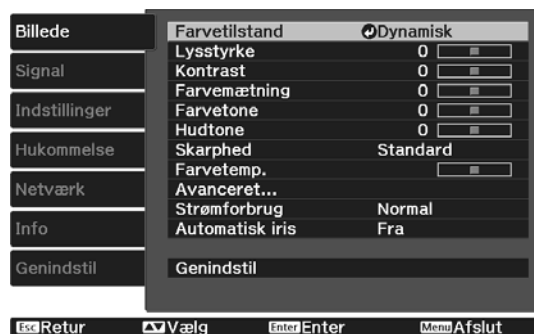 Billede
Signal
Indstillinger
Hukommelse
Netværk
Info
Genindstil
Farvetilstand Dynamisk
Lysstyrke 0
Kontrast 0
Farvemætning 0
Farvetone 0
Hudtone 0
Skarphed Standard
Farvetemp.
Avanceret...
Strømforbrug Normal
Automatisk iris Fra
Genindstil
Esc Retur Vælg Enter Enter Menu Afslut